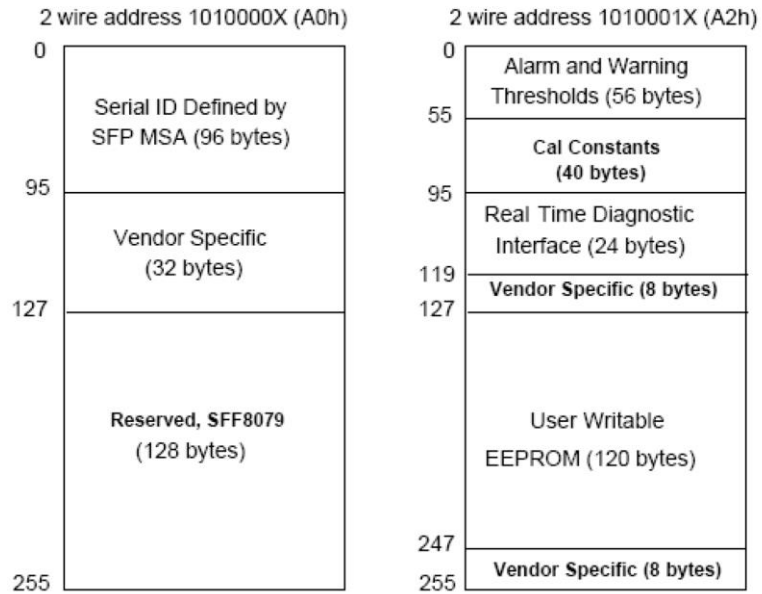 2 wire address 1010000X (A0h)
0
Serial ID Defined by
SFP MSA (96 bytes)
95
Vendor Specific
(32 bytes)
127
Reserved, SFF8079
(128 bytes)
255
2 wire address 1010001X (A2h)
0
Alarm and Warning
Thresholds (56 bytes)
55
Cal Constants
(40 bytes)
95
Real Time Diagnostic
Interface (24 bytes)
119
Vendor Specific (8 bytes)
127
User Writable
EEPROM (120 bytes)
247
Vendor Specific (8 bytes)
255